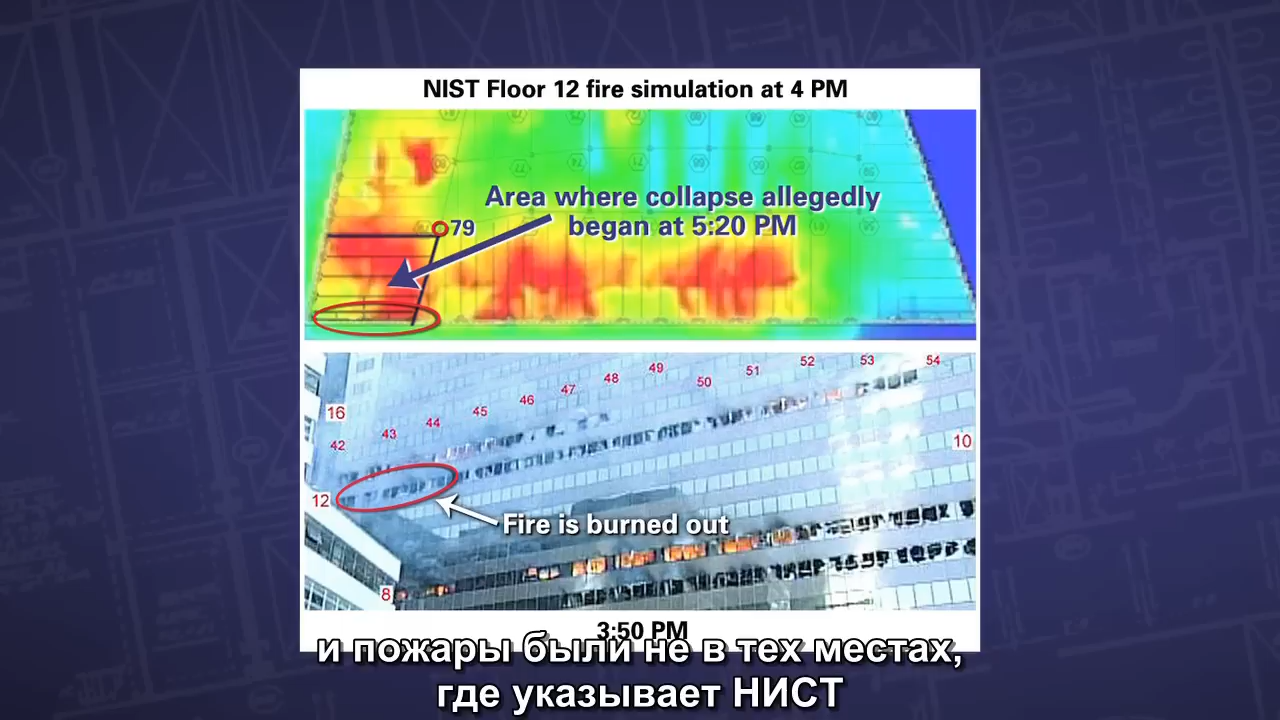 NIST Floor 12 fire simulation at 4 PM
Area where collapse allegedly
began at 5:20 PM
79
16
42
43
44
45
46
47
48
49
50
51
52
53
54
10
12
Fire is burned out
8
3:50 PM
и пожары были не в тех местах,
где указывает НИСТ